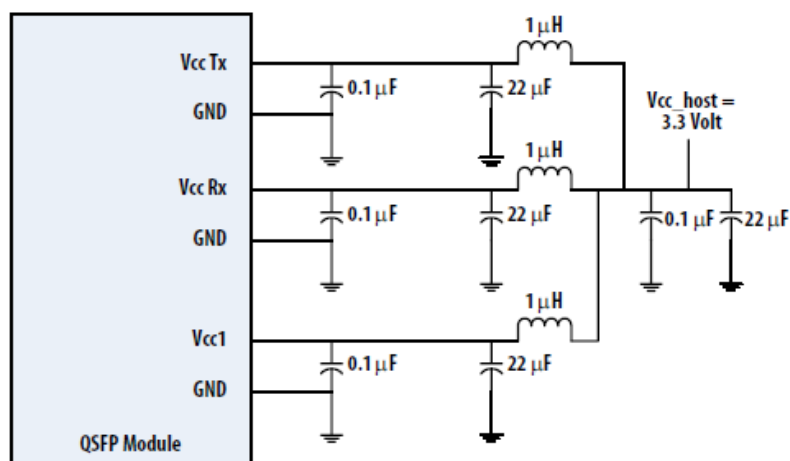 1 μH
Vcc Tx
0.1 μF
22 μF
GND
Vcc_host =
3.3 Volt
1 μH
Vcc Rx
0.1 μF
22 μF
0.1 μF
22 μF
GND
1 μH
Vcc1
0.1 μF
22 μF
GND
QSFP Module